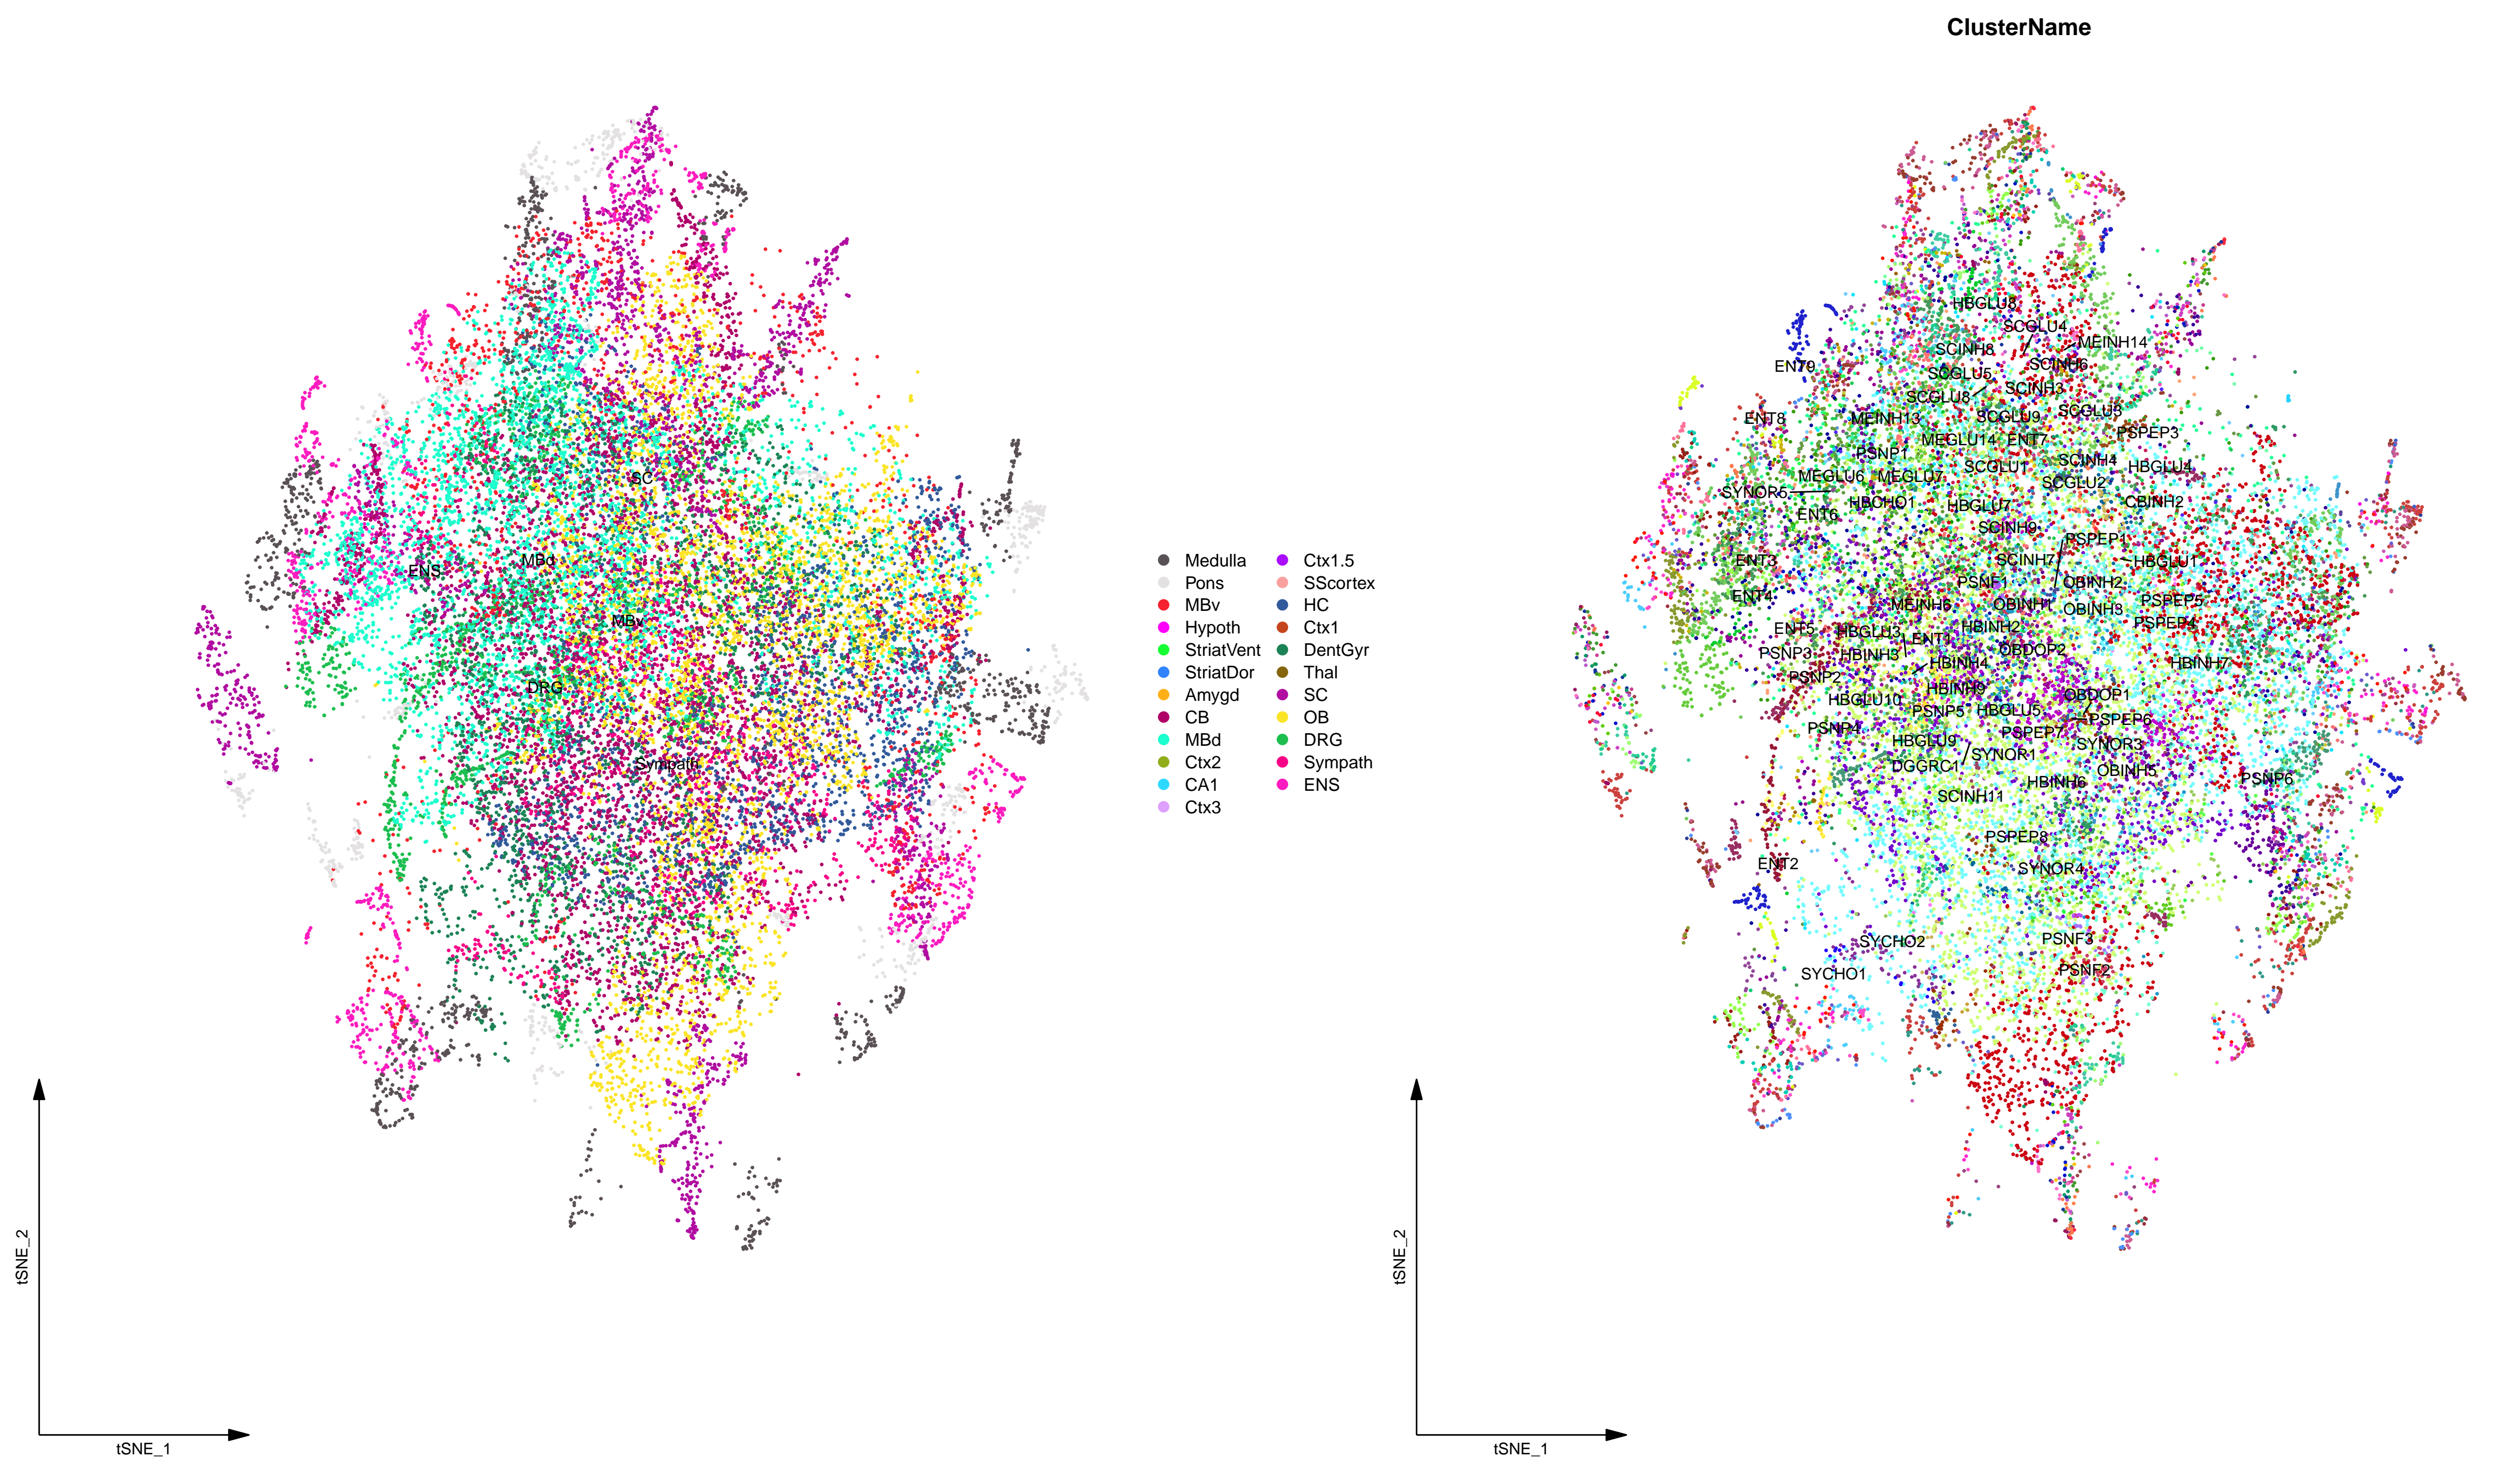 ClusterName
SC
MBd
ENS
MBv
DRG
Sympath
Medulla
Pons
MBv
Hypoth
StriatVent
StriatDor
Amygd
CB
MBd
Ctx2
CA1
Ctx3
Ctx1.5
SScortex
HC
Ctx1
DentGyr
Thal
SC
OB
DRG
Sympath
ENS
tSNE_1
tSNE_2
HBGLU8
SCGLU4
MEINH14
SCINH8
SCINH6
SCGLU5
SCINH3
SCGLU8
ENT8
MEINH13
SCGLU9
SCGLU3
PSPEP3
MEGLU14
ENT7
PSNP1
SCINH4
HBGLU4
SCGLU1
MEGLU6
MEGLU7
SCGLU2
SYNOR5
HBCHO1
HBGLU7
CBINH2
ENT6
SCINH9
PSPEP1
ENT3
SCINH7
HBGLU1
PSNF1
OBINH2
ENT4
MEINH6
OBINH1
OBINH3
PSPEP5
PSPEP4
ENT5
HBGLU3
ENT1
HBINH2
PSNP3
HBINH3
OBDOP2
HBINH4
HBINH7
PSNP2
HBINH9
OBDOP1
HBGLU10
PSNP5
HBGLU5
PSPEP6
PSNP4
PSPEP7
HBGLU9
SYNOR3
SYNOR1
DGGRC1
OBINH5
PSNP6
HBINH6
SCINH11
PSPEP8
ENT2
SYNOR4
SYCHO2
PSNF3
SYCHO1
PSNF2
tSNE_1
tSNE_2